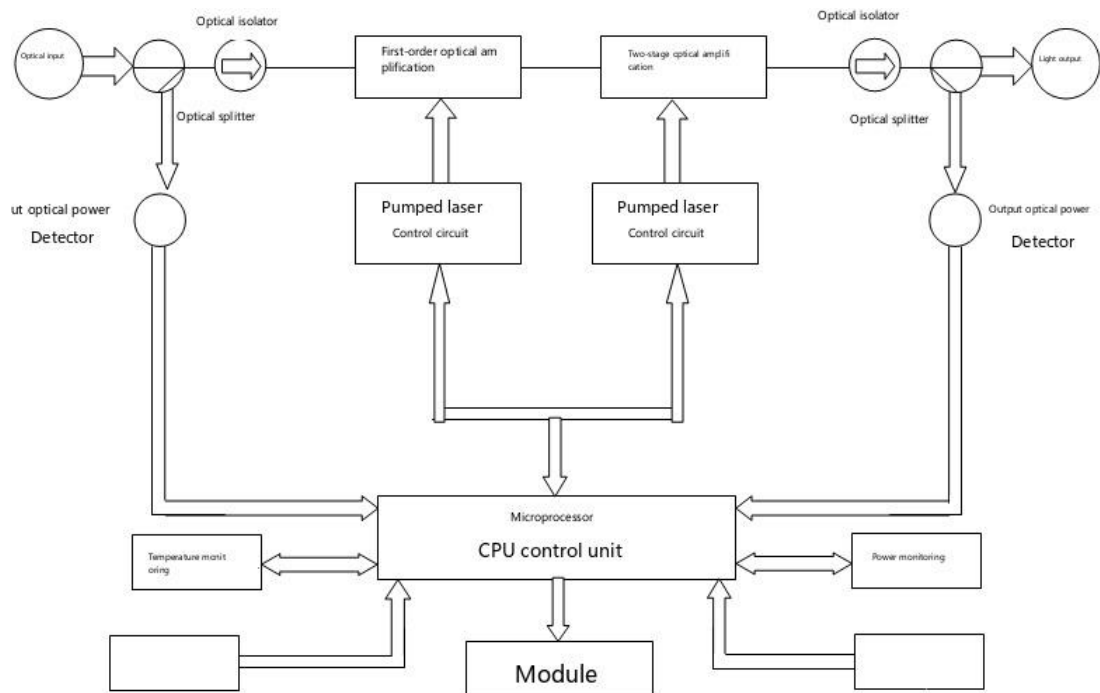 Optical isolator
Optical isolator
Optical input
First-order optical am
plification
Two-stage optical amplifi
cation
Light output
Optical splitter
Optical splitter
Pumped laser
Control circuit
Pumped laser
Control circuit
ut optical power
Detector
Output optical power
Detector
Microprocessor
CPU control unit
Temperature monit
oring
Power monitoring
Module